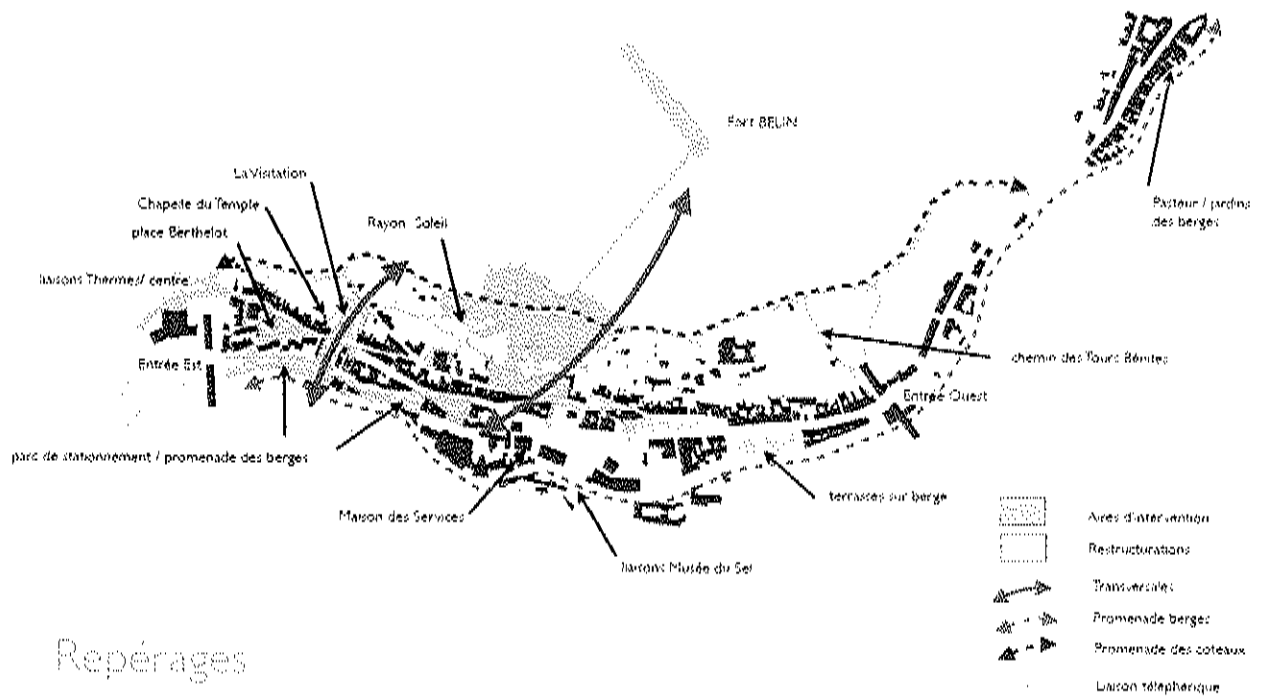 Fort BELIN
La Visitation
Chapelle du Temple
place Berthelot
Rayon Soleil
Pasteur / jardins
des berges
liaisons Thermes/ centre
Entrée Est
chemin des Tours Bénites
Entrée Ouest
parc de stationnement / promenade des berges
terrasses sur berge
Maison des Services
liaisons Musée du Sel
Aires d'intervention
Restructurations
Transversales
Promenade berges
Promenade des coteaux
Liaison téléphérique
Repérages